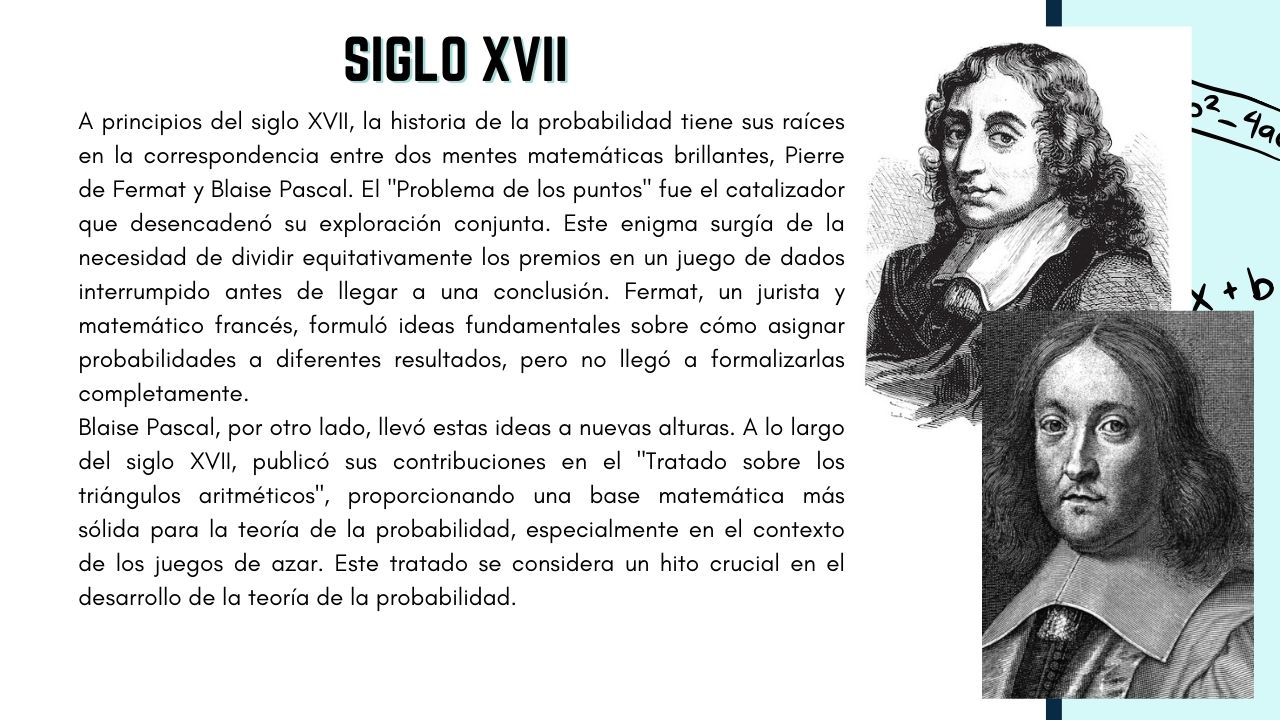 SIGLO XVII
A principios del siglo XVII, la historia de la probabilidad tiene sus raíces
en la correspondencia entre dos mentes matemáticas brillantes, Pierre
de Fermat y Blaise Pascal. El "Problema de los puntos" fue el catalizador
que desencadenó su exploración conjunta. Este enigma surgía de la
necesidad de dividir equitativamente los premios en un juego de dados
interrumpido antes de llegar a una conclusión. Fermat, un jurista y
matemático francés, formuló ideas fundamentales sobre cómo asignar
probabilidades a diferentes resultados, pero no llegó a formalizarlas
completamente.
Blaise Pascal, por otro lado, llevó estas ideas a nuevas alturas. A lo largo
del siglo XVII, publicó sus contribuciones en el "Tratado sobre los
triángulos aritméticos", proporcionando una base matemática más
sólida para la teoría de la probabilidad, especialmente en el contexto
de los juegos de azar. Este tratado se considera un hito crucial en el
desarrollo de la teoría de la probabilidad.
² – 4a
x + b